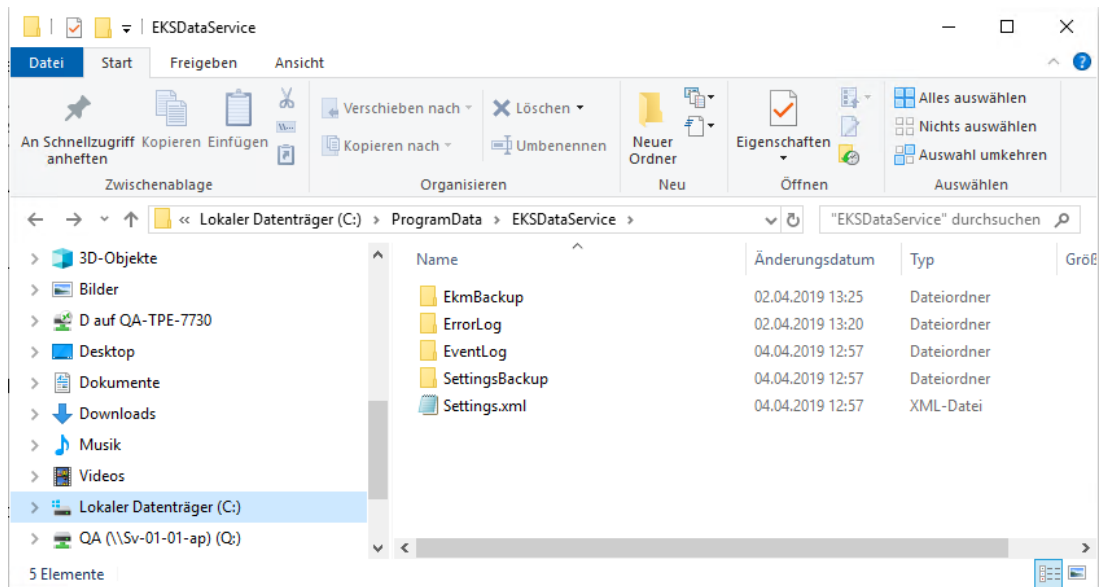 EKSDataService
Datei Start Freigeben Ansicht
An Schnellzugriff anheften
Kopieren
Einfügen
Verschieben nach
Kopieren nach
Löschen
Umbenennen
Neuer Ordner
Eigenschaften
Alles auswählen
Nichts auswählen
Auswahl umkehren
Zwischenablage Organisieren Neu Öffnen Auswählen
« Lokaler Datenträger (C:) > ProgramData > EKSDataService >
"EKSDataService" durchsuchen
3D-Objekte
Bilder
D auf QA-TPE-7730
Desktop
Dokumente
Downloads
Musik
Videos
Lokaler Datenträger (C:)
QA (\\Sv-01-01-ap) (Q:)
Name Änderungsdatum Typ Größ
EkmBackup 02.04.2019 13:25 Dateiordner
ErrorLog 02.04.2019 13:20 Dateiordner
EventLog 04.04.2019 12:57 Dateiordner
SettingsBackup 04.04.2019 12:57 Dateiordner
Settings.xml 04.04.2019 12:57 XML-Datei
5 Elemente